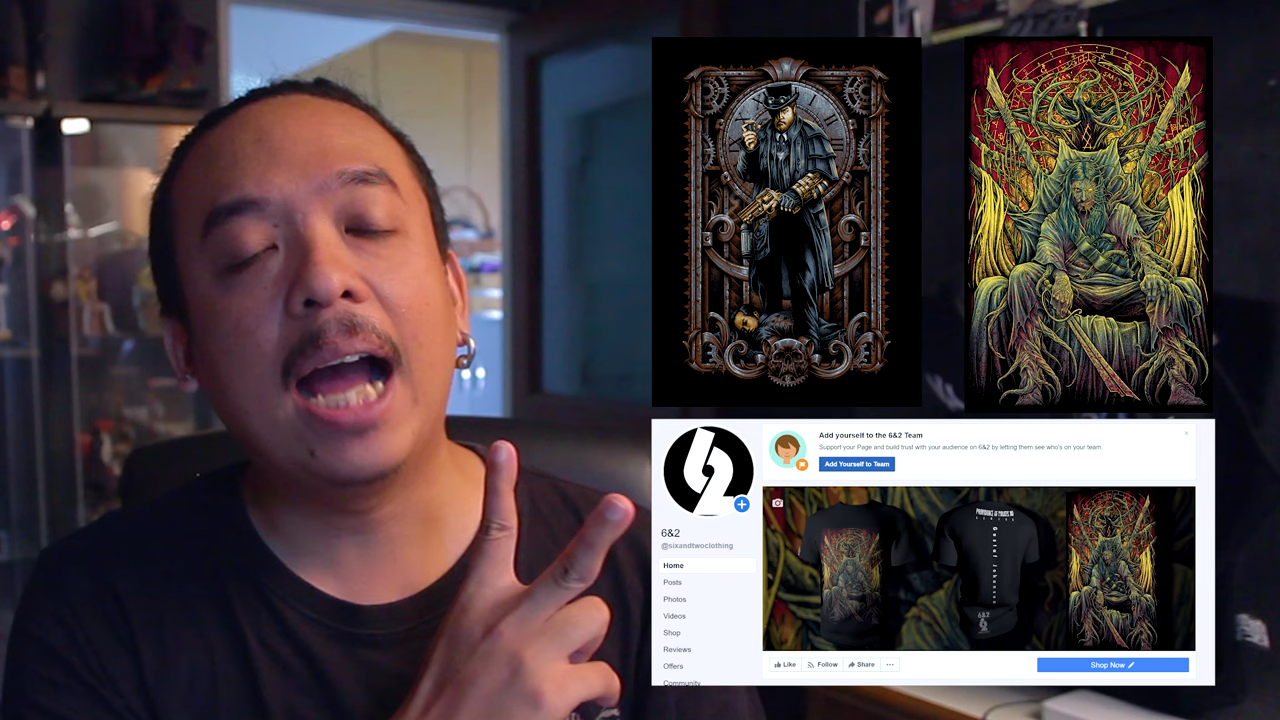 Add yourself to the 6&2 Team
Support your Page and build trust with your audience on 6&2 by letting them see who's on your team.
Add Yourself to Team
6&2
@sixandtwoclothing
Home
Posts
Photos
Videos
Shop
Reviews
Offers
Community
6&2
Like
Follow
Share
Shop Now